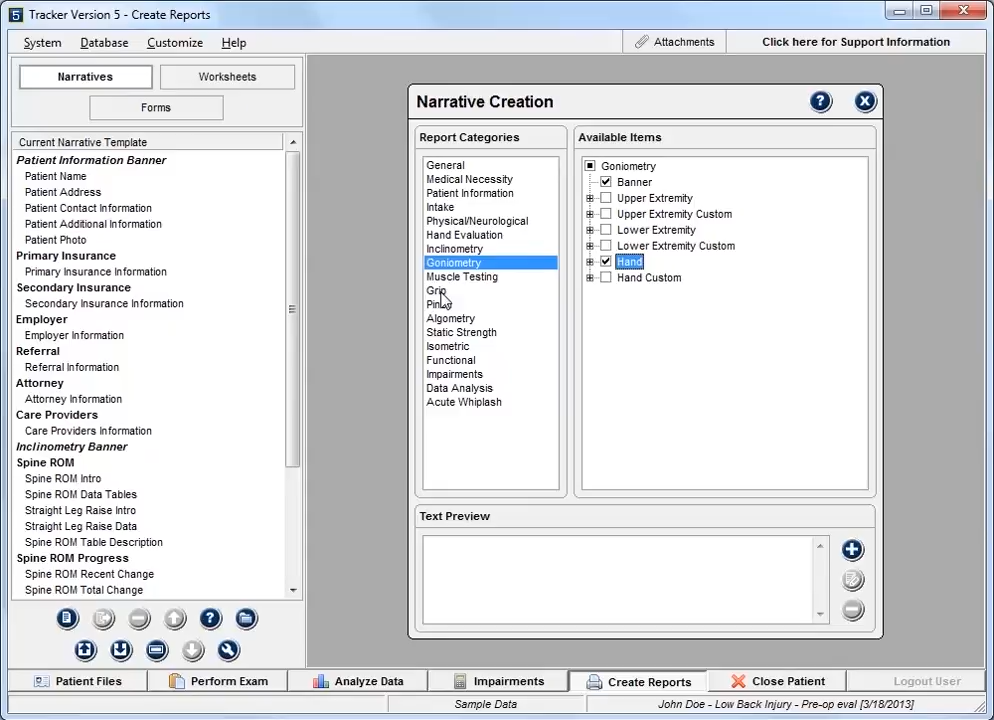 5 Tracker Version 5 - Create Reports
System Database Customize Help
Attachments
Click here for Support Information
Narratives Worksheets
Forms
Current Narrative Template
Patient Information Banner
Patient Name
Patient Address
Patient Contact Information
Patient Additional Information
Patient Photo
Primary Insurance
Primary Insurance Information
Secondary Insurance
Secondary Insurance Information
Employer
Employer Information
Referral
Referral Information
Attorney
Attorney Information
Care Providers
Care Providers Information
Inclinometry Banner
Spine ROM
Spine ROM Intro
Spine ROM Data Tables
Straight Leg Raise Intro
Straight Leg Raise Data
Spine ROM Table Description
Spine ROM Progress
Spine ROM Recent Change
Spine ROM Total Change
Narrative Creation
Report Categories
General
Medical Necessity
Patient Information
Intake
Physical/Neurological
Hand Evaluation
Inclinometry
Goniometry
Muscle Testing
Grip
Pinch
Algometry
Static Strength
Isometric
Functional
Impairments
Data Analysis
Acute Whiplash
Available Items
Goniometry
Banner
Upper Extremity
Upper Extremity Custom
Lower Extremity
Lower Extremity Custom
Hand
Hand Custom
Text Preview
Patient Files Perform Exam Analyze Data Impairments Create Reports Close Patient Logout User
Sample Data
John Doe - Low Back Injury - Pre-op eval [3/18/2013]